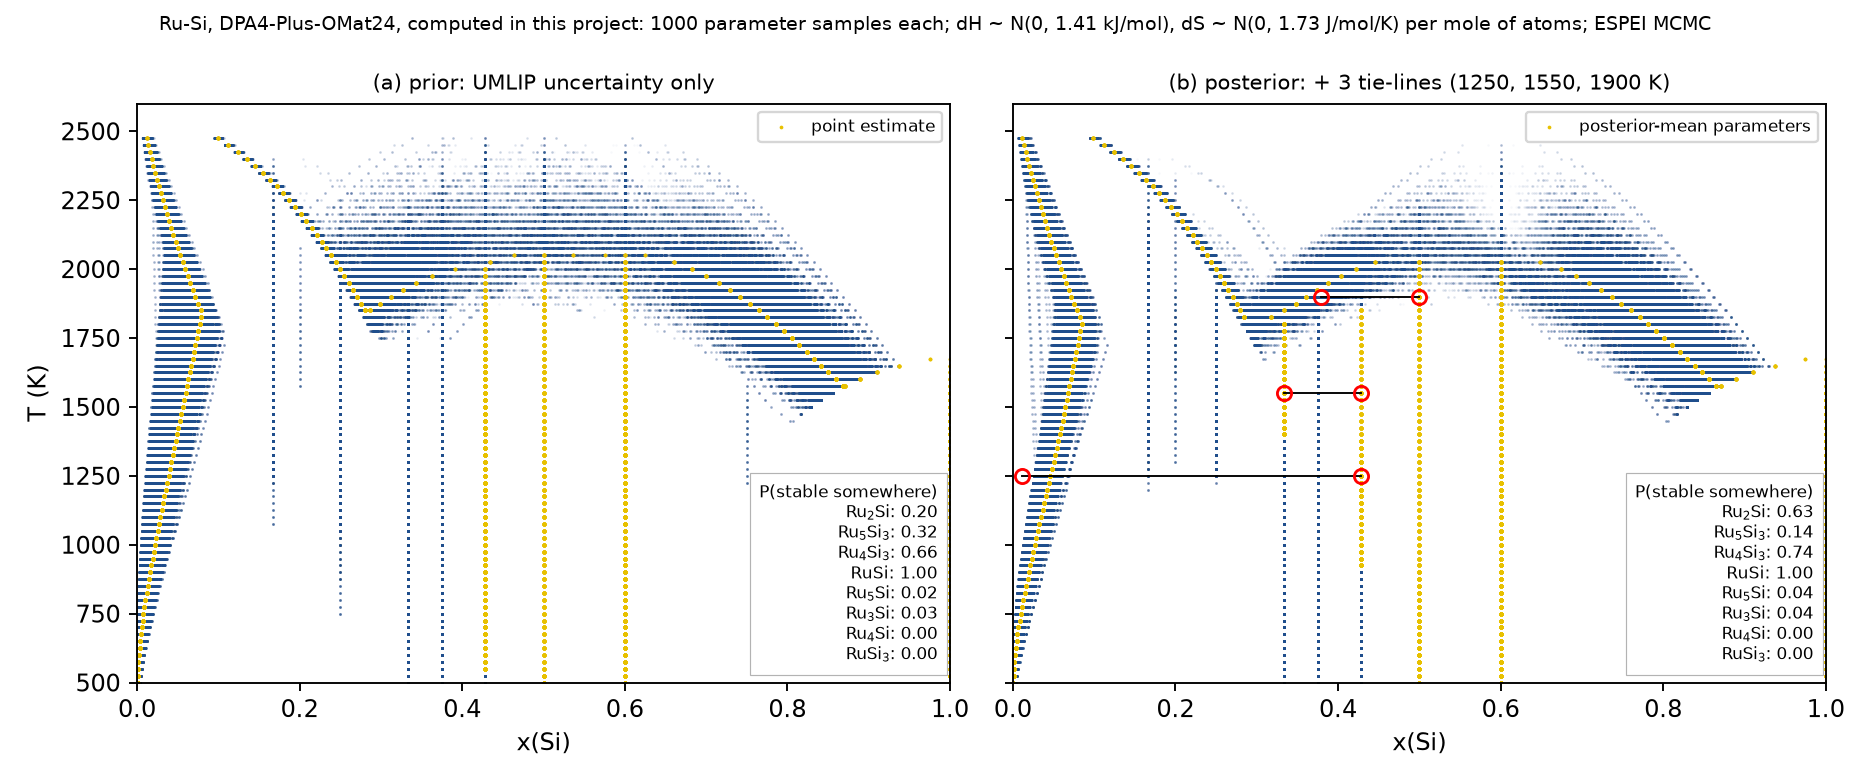 Ru-Si, DPA4-Plus-OMat24, computed in this project: 1000 parameter samples each; dH ~ N(0, 1.41 kJ/mol), dS ~ N(0, 1.73 J/mol/K) per mole of atoms; ESPEI MCMC
(a) prior: UMLIP uncertainty only
point estimate
T (K)
2500
2250
2000
1750
1500
1250
1000
750
500
P(stable somewhere)
Ru₂Si: 0.20
Ru₅Si₃: 0.32
Ru₄Si₃: 0.66
RuSi: 1.00
Ru₅Si: 0.02
Ru₃Si: 0.03
Ru₄Si: 0.00
RuSi₃: 0.00
0.0 0.2 0.4 0.6 0.8 1.0
x(Si)
(b) posterior: + 3 tie-lines (1250, 1550, 1900 K)
posterior-mean parameters
P(stable somewhere)
Ru₂Si: 0.63
Ru₅Si₃: 0.14
Ru₄Si₃: 0.74
RuSi: 1.00
Ru₅Si: 0.04
Ru₃Si: 0.04
Ru₄Si: 0.00
RuSi₃: 0.00
0.0 0.2 0.4 0.6 0.8 1.0
x(Si)